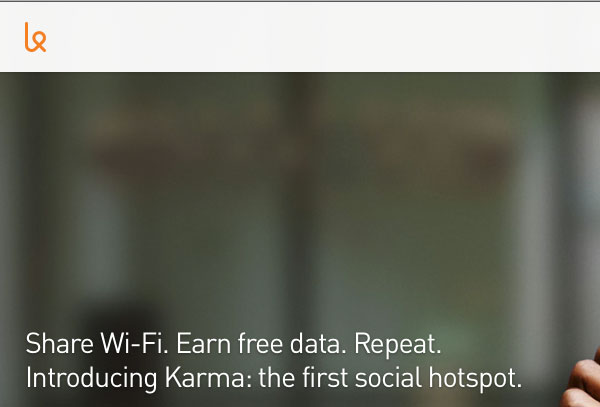 Share Wi-Fi. Earn free data. Repeat.
Introducing Karma: the first social hotspot.